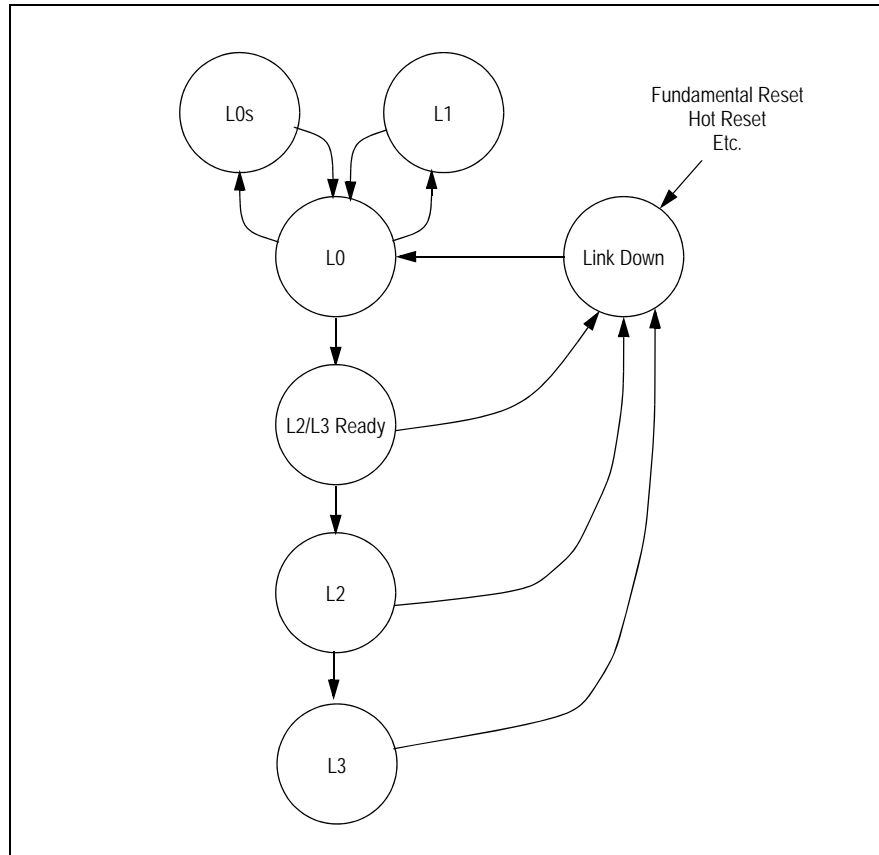 L0s
L1
Fundamental Reset
Hot Reset
Etc.
L0
Link Down
L2/L3 Ready
L2
L3